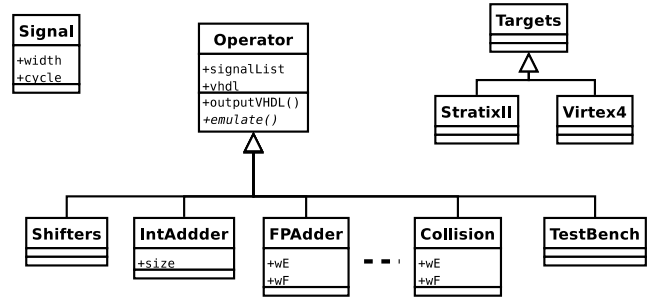 Signal
+width
+cycle
Operator
+signalList
+vhdl
+outputVHDL()
+emulate()
Targets
StratixII
Virtex4
Shifters
IntAddder
+size
FPAdder
+wE
+wF
Collision
+wE
+wF
TestBench